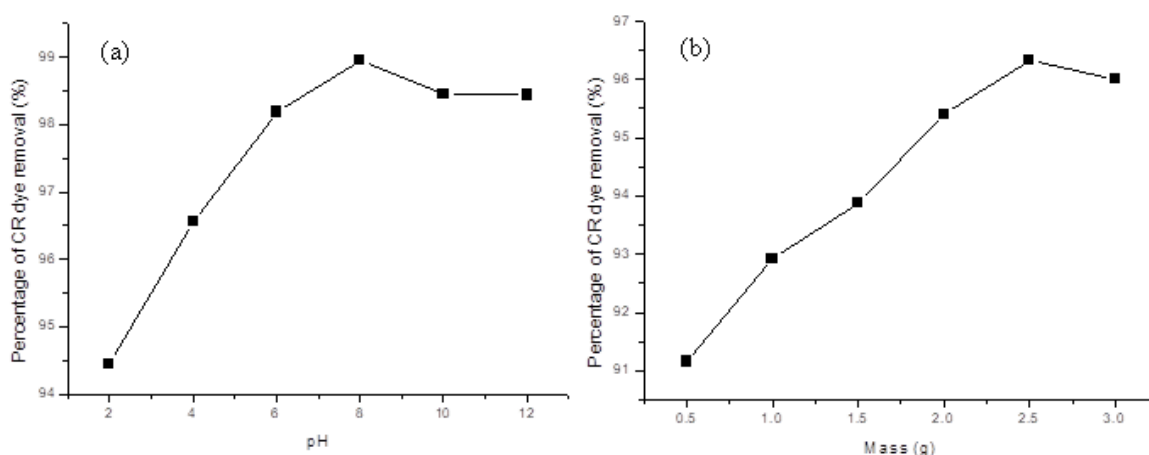 (a)
Percentage of CR dye removal (%)
99
98
97
96
95
94
2 4 6 8 10 12
pH
(b)
Percentage of CR dye removal (%)
97
96
95
94
93
92
91
0.5 1.0 1.5 2.0 2.5 3.0
Mass (g)